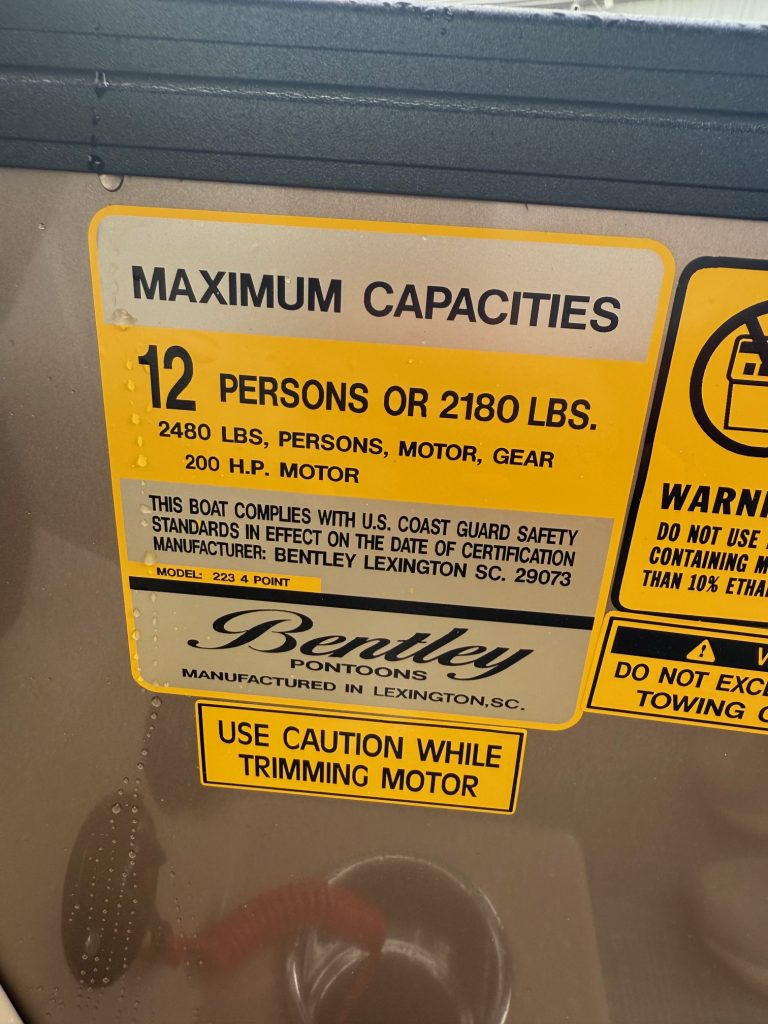 MAXIMUM CAPACITIES
12 PERSONS OR 2180 LBS.
2480 LBS, PERSONS, MOTOR, GEAR
200 H.P. MOTOR
THIS BOAT COMPLIES WITH U.S. COAST GUARD SAFETY
STANDARDS IN EFFECT ON THE DATE OF CERTIFICATION
MANUFACTURER: BENTLEY LEXINGTON SC. 29073
MODEL: 223 4 POINT
Bentley
PONTOONS
MANUFACTURED IN LEXINGTON,SC.
USE CAUTION WHILE
TRIMMING MOTOR
DO NOT USE
CONTAINING
THAN 10%
DO NOT
TOWING